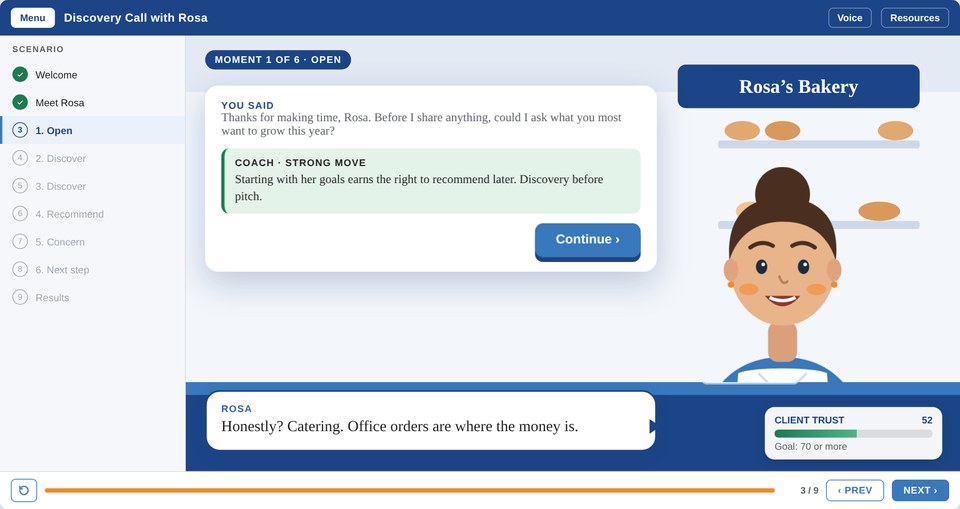 Menu
Discovery Call with Rosa
Voice
Resources
SCENARIO
Welcome
Meet Rosa
3 1. Open
4 2. Discover
5 3. Discover
6 4. Recommend
7 5. Concern
8 6. Next step
9 Results
MOMENT 1 OF 6 · OPEN
YOU SAID
Thanks for making time, Rosa. Before I share anything, could I ask what you most
want to grow this year?
COACH · STRONG MOVE
Starting with her goals earns the right to recommend later. Discovery before
pitch.
Continue ›
Rosa’s Bakery
ROSA
Honestly? Catering. Office orders are where the money is.
CLIENT TRUST 52
Goal: 70 or more
3 / 9
‹ PREV
NEXT ›